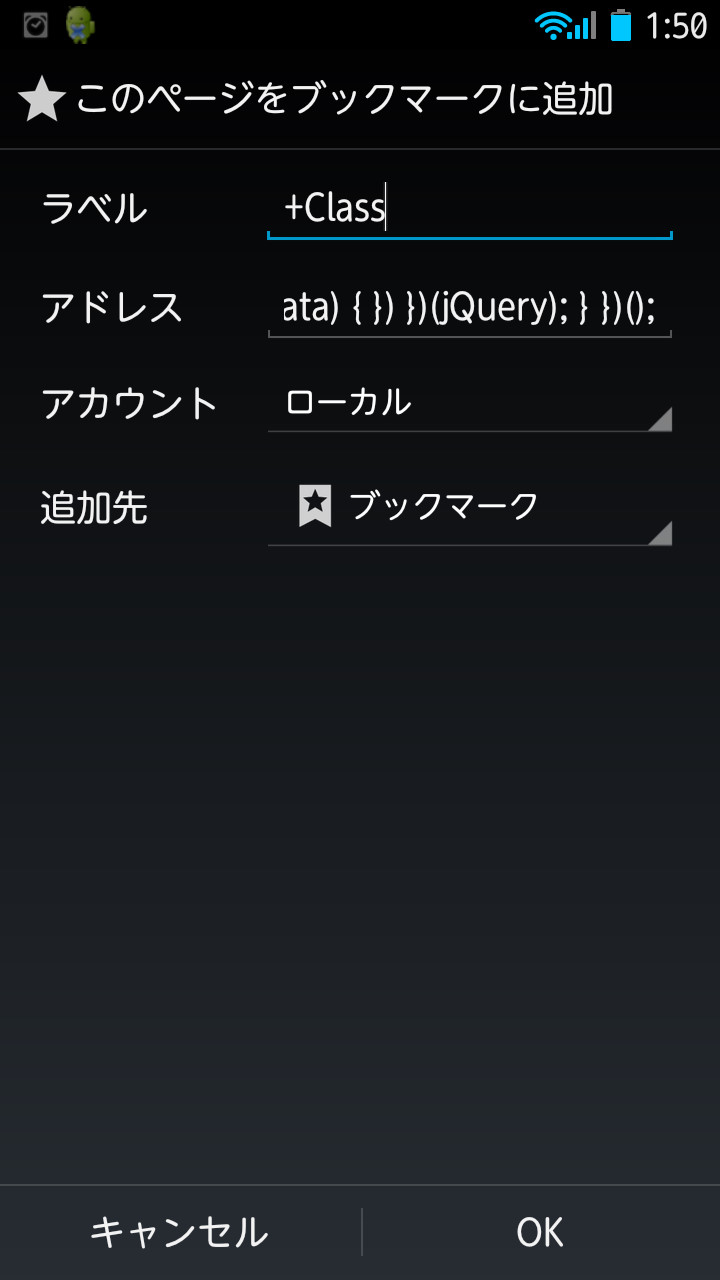 1:50
このページをブックマークに追加
ラベル +Class
アドレス ata) { }) })(jQuery); } })();
アカウント ローカル
追加先 ブックマーク
キャンセル OK